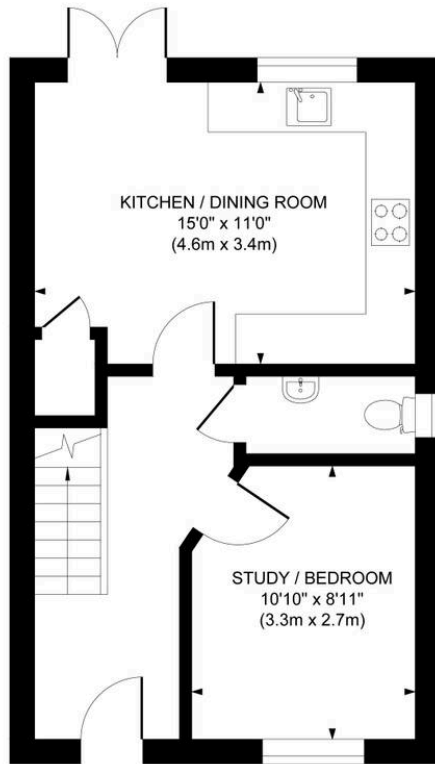 KITCHEN / DINING ROOM
15'0" x 11'0"
(4.6m x 3.4m)
STUDY / BEDROOM
10'10" x 8'11"
(3.3m x 2.7m)